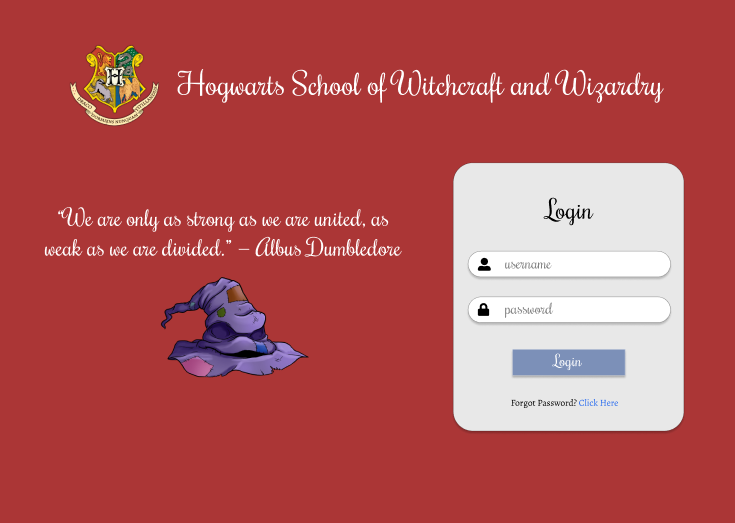 Hogwarts School of Witchcraft and Wizardry
“We are only as strong as we are united, as
weak as we are divided.” – Albus Dumbledore
Login
username
password
Login
Forgot Password? Click Here